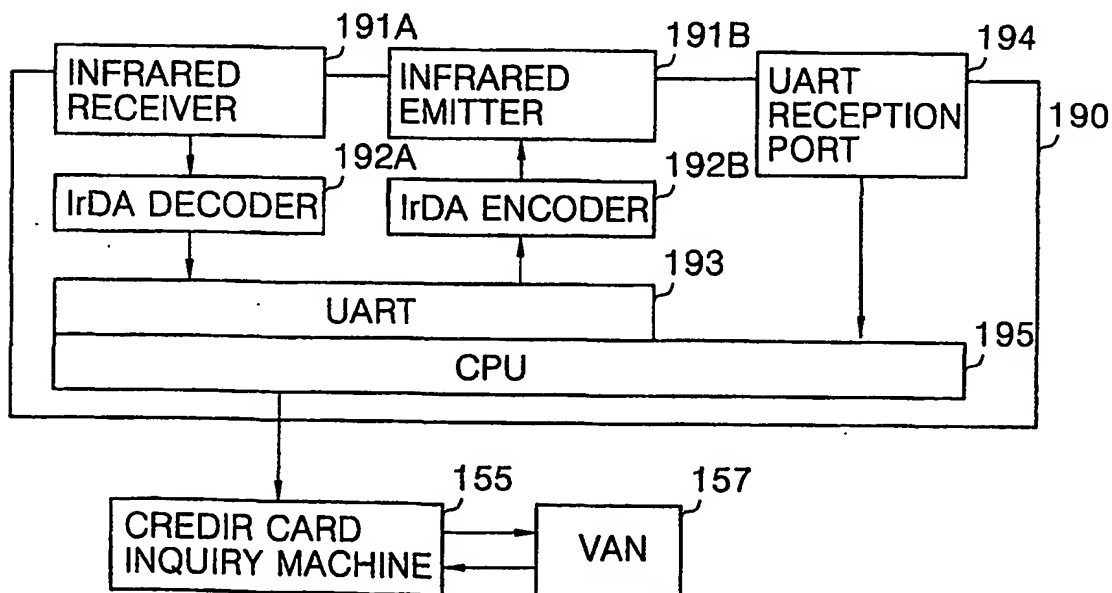 191A
191B
194
INFRARED
RECEIVER
INFRARED
EMITTER
UART
RECEPTION
PORT
190
192A
192B
IrDA DECODER
IrDA ENCODER
193
UART
195
CPU
155
157
CREDIR CARD
INQUIRY MACHINE
VAN